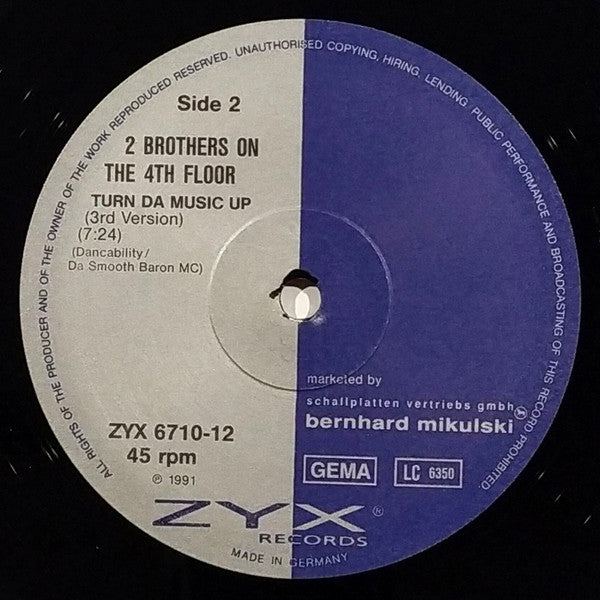 ALL RIGHTS OF THE PRODUCER AND OF THE OWNER OF THE WORK REPRODUCED RESERVED. UNAUTHORISED COPYING, HIRING, LENDING, PUBLIC PERFORMANCE AND BROADCASTING OF THIS RECORD PROHIBITED
Side 2
2 BROTHERS ON
THE 4TH FLOOR
TURN DA MUSIC UP
(3rd Version)
(7:24)
(Dancability/
Da Smooth Baron MC)
marketed by
schallplatten vertriebs gmbh
bernhard mikulski
ZYX 6710-12
45 rpm
℗ 1991
GEMA
LC 6350
ZYX®
RECORDS
MADE IN GERMANY